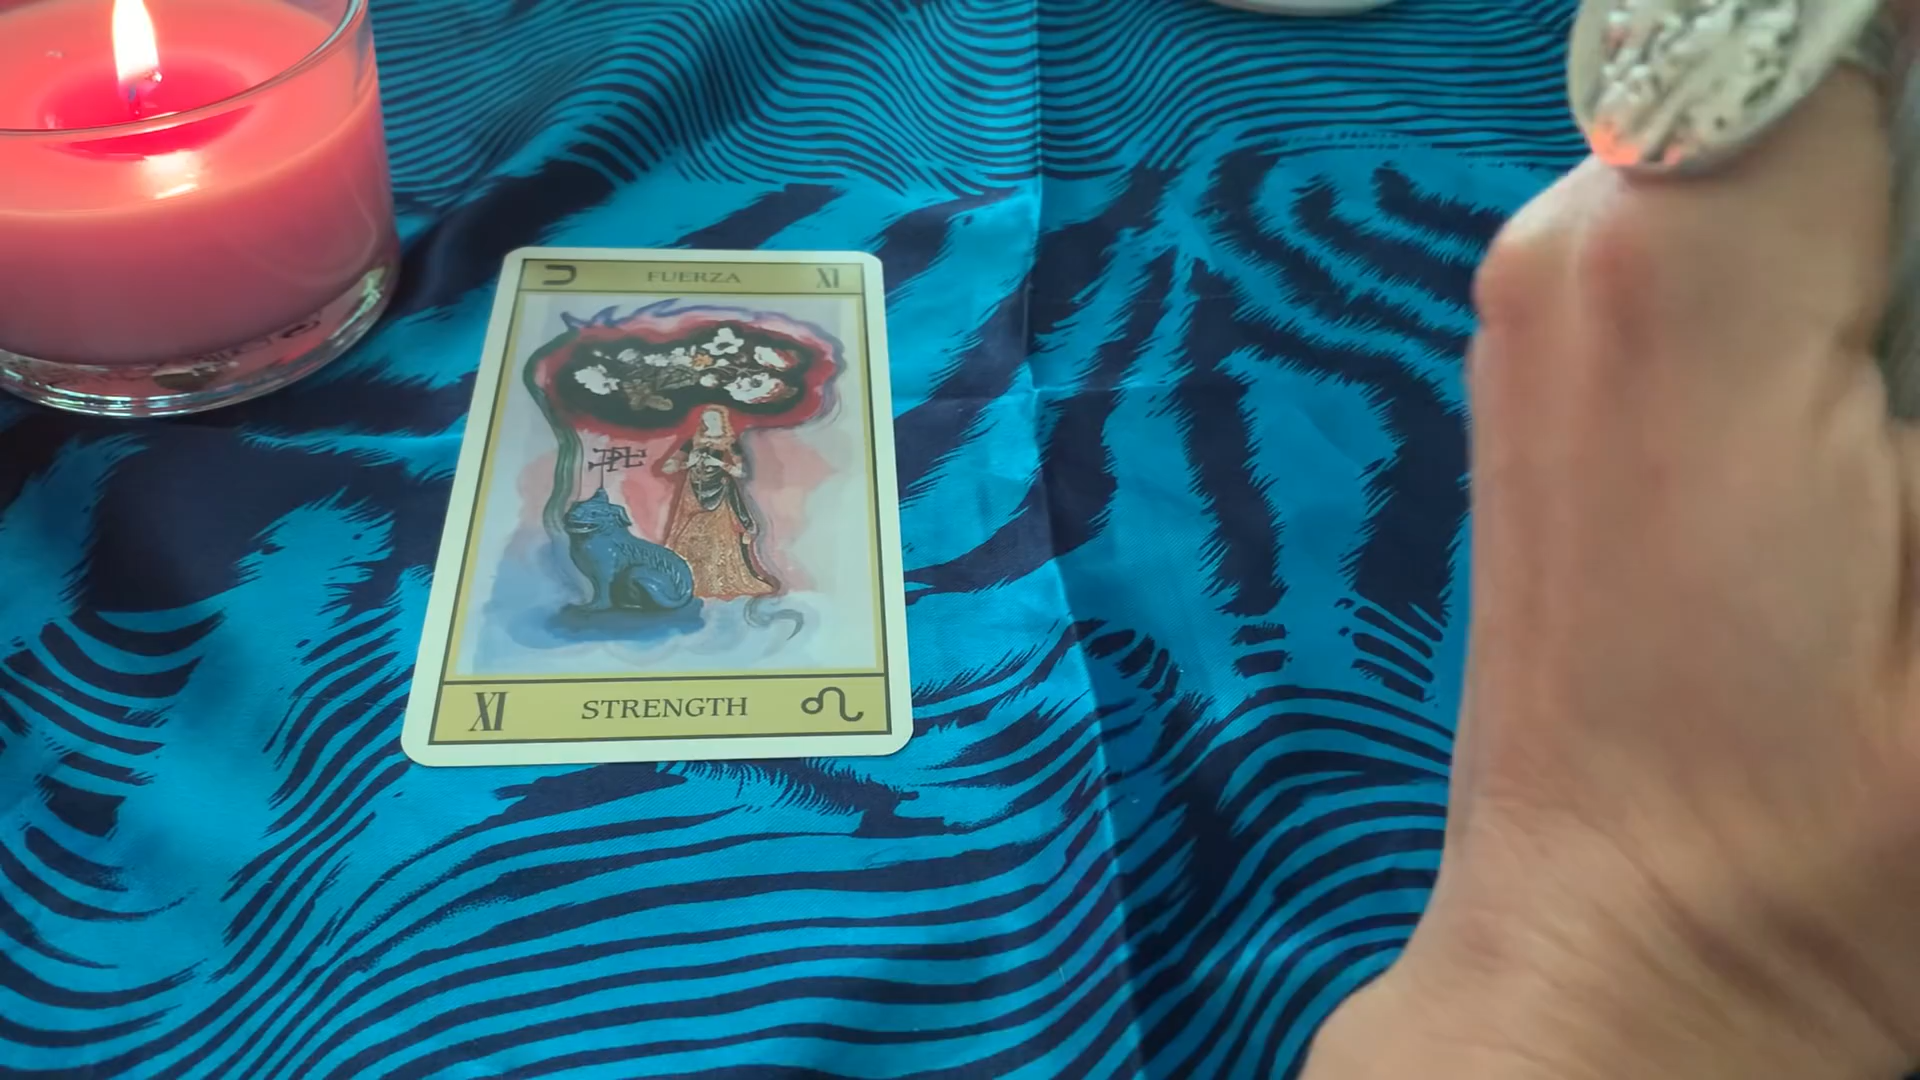 כ FUERZA XI
XI STRENGTH ♌